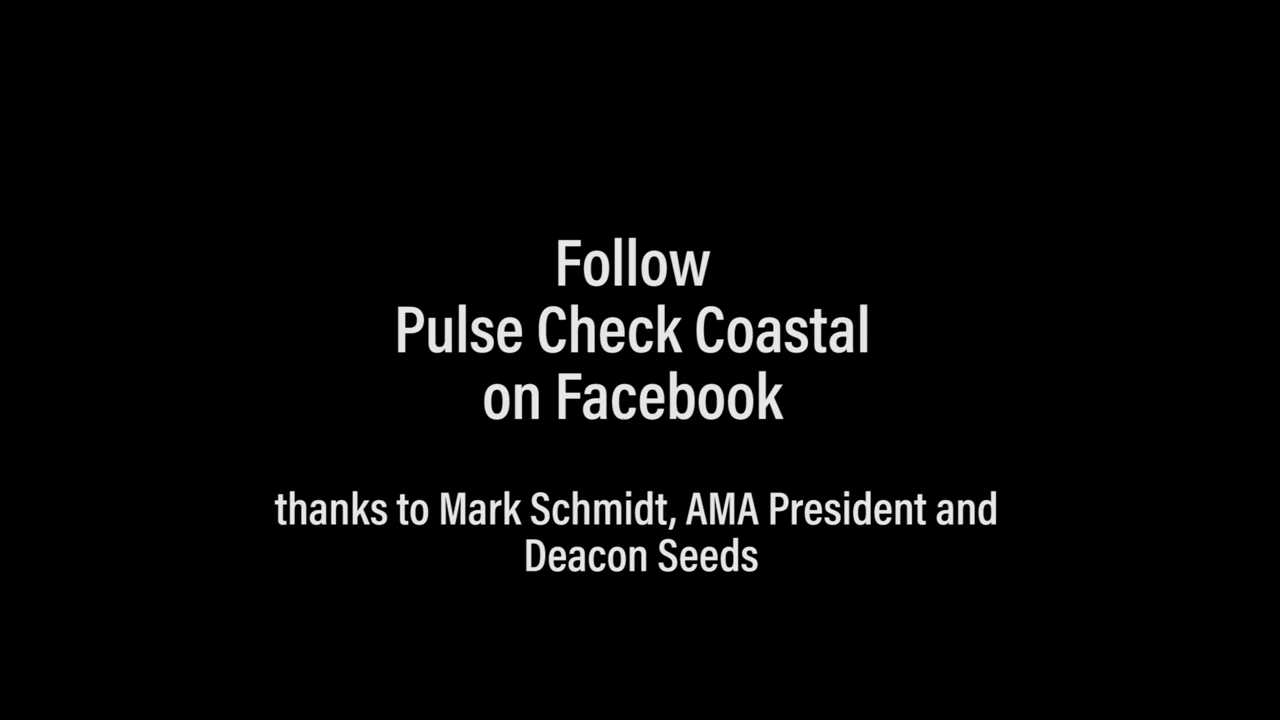 Follow
Pulse Check Coastal
on Facebook
thanks to Mark Schmidt, AMA President and
Deacon Seeds